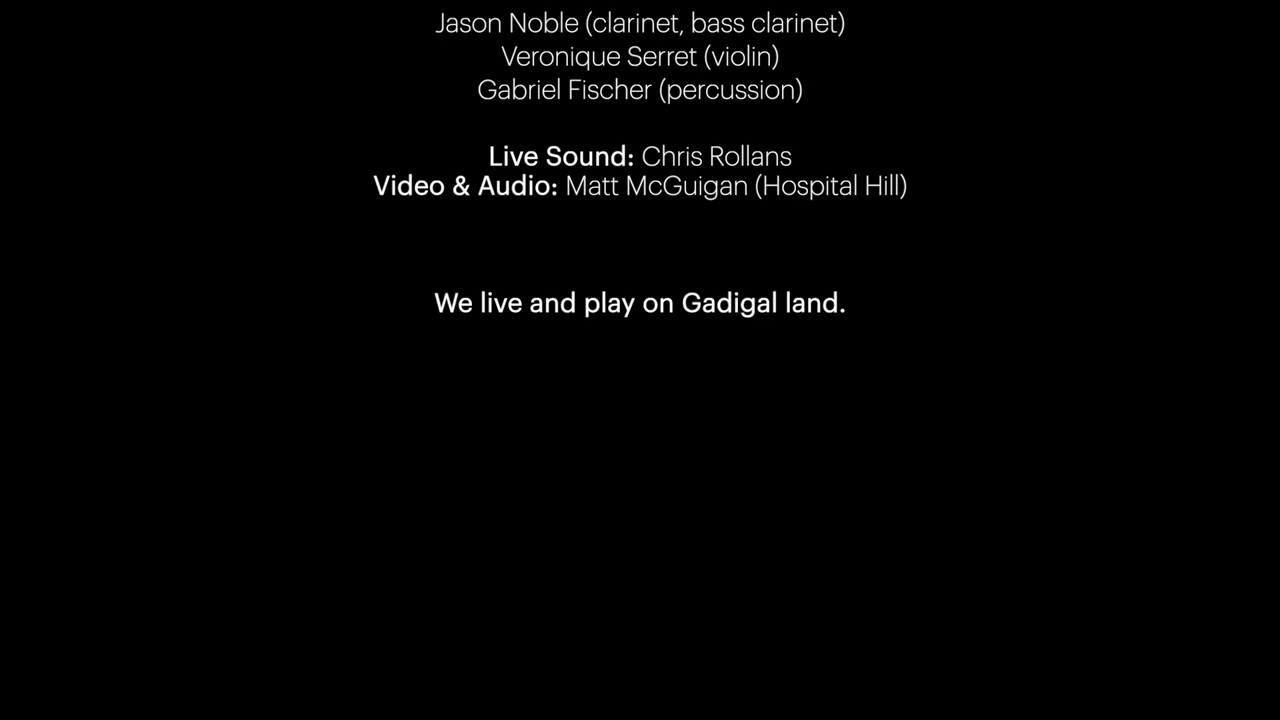 Jason Noble (clarinet, bass clarinet)
Veronique Serret (violin)
Gabriel Fischer (percussion)
Live Sound: Chris Rollans
Video & Audio: Matt McGuigan (Hospital Hill)
We live and play on Gadigal land.